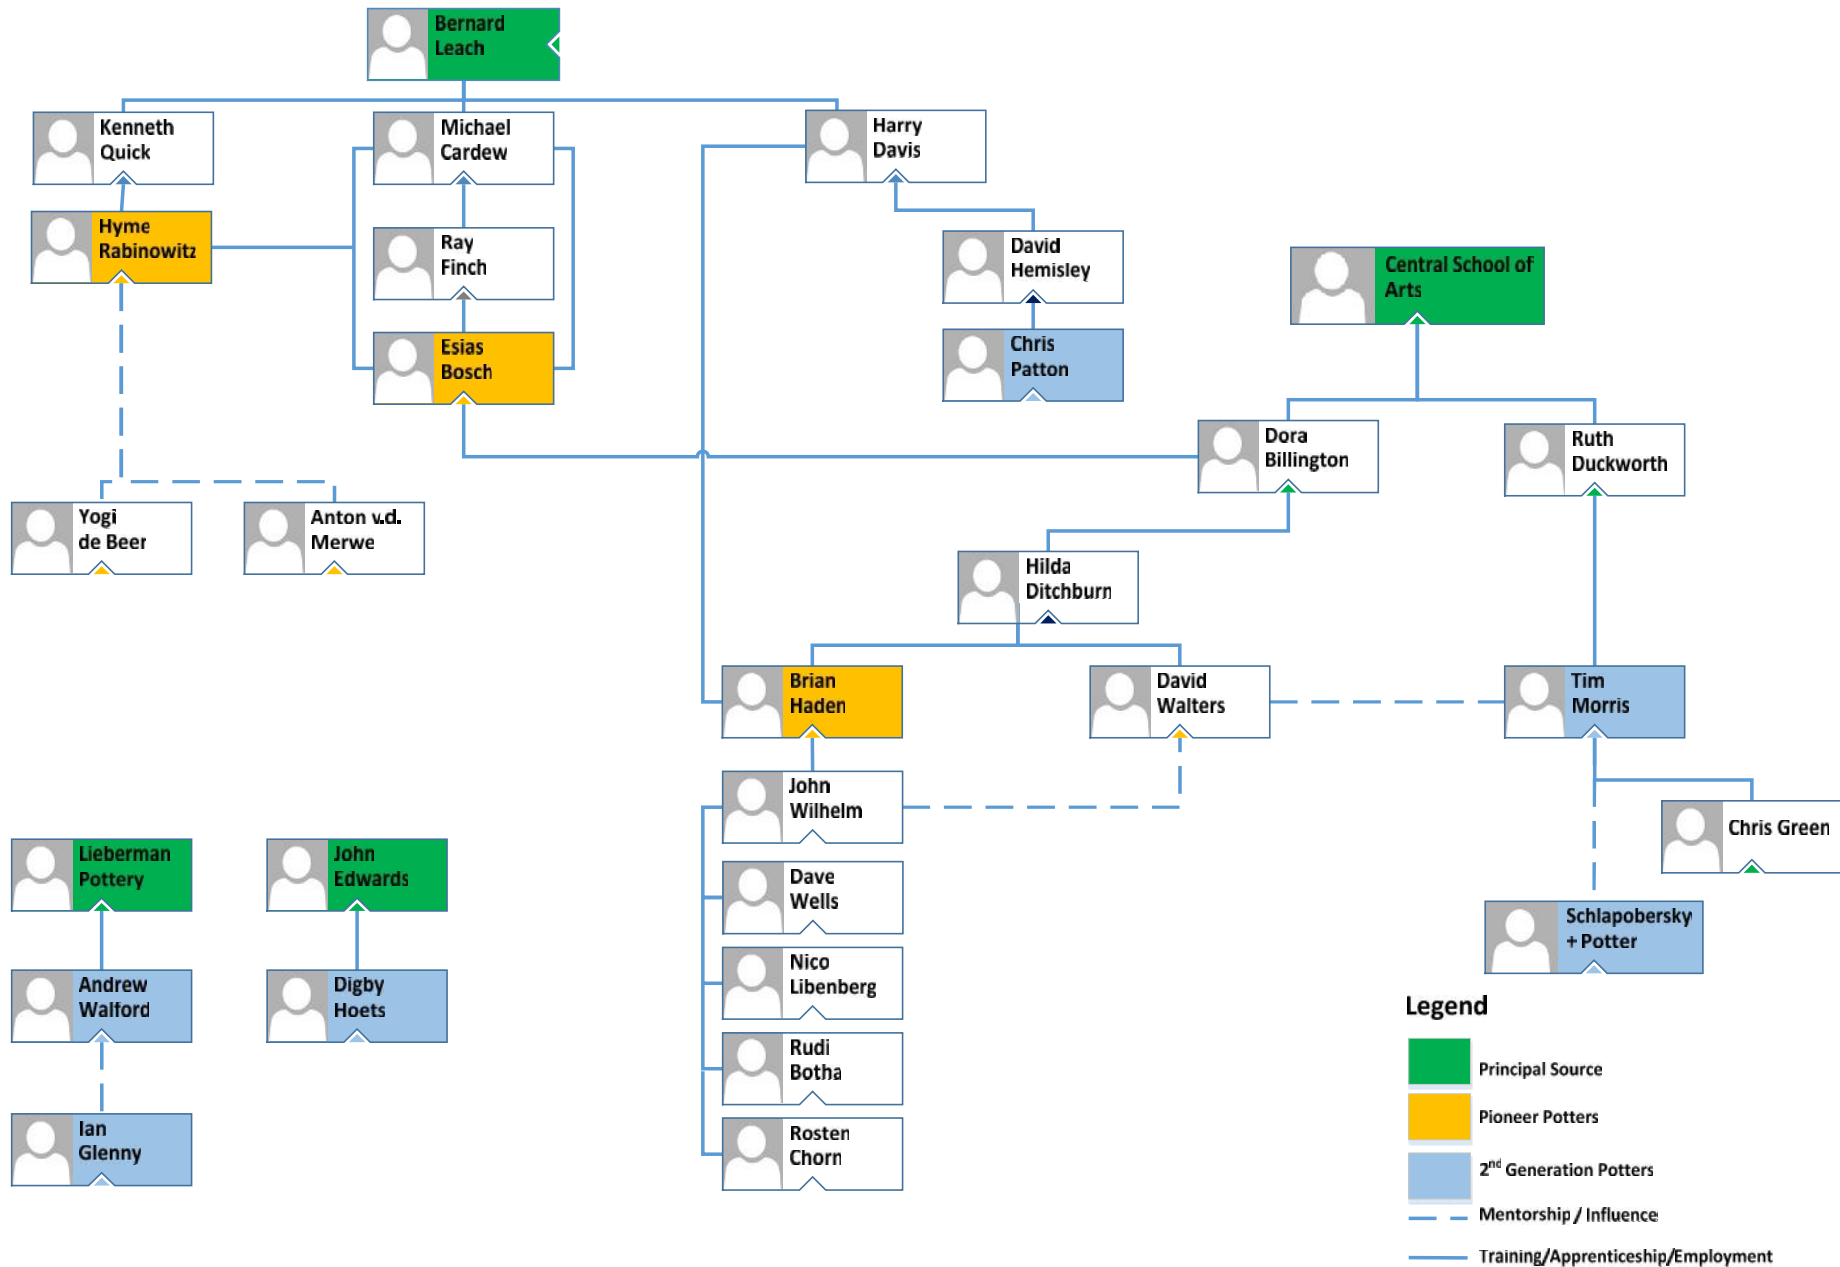 Bernard
Leach
Kenneth
Quick
Michael
Cardew
Harry
Davis
Hyme
Rabinowitz
Ray
Finch
David
Hemisley
Central School of
Arts
Esias
Bosch
Chris
Patton
Dora
Billington
Ruth
Duckworth
Yogi
de Beer
Anton v.d.
Merwe
Hilda
Ditchburn
Brian
Haden
David
Walters
Tim
Morris
John
Wilhelm
Chris Green
Lieberman
Pottery
John
Edwards
Dave
Wells
Schlapobersky
+ Potter
Andrew
Walford
Digby
Hoets
Nico
Libenberg
Rudi
Botha
Ian
Glenny
Rosten
Chorn
Legend
Principal Source
Pioneer Potters
2nd Generation Potters
Mentorship / Influence
Training/Apprenticeship/Employment